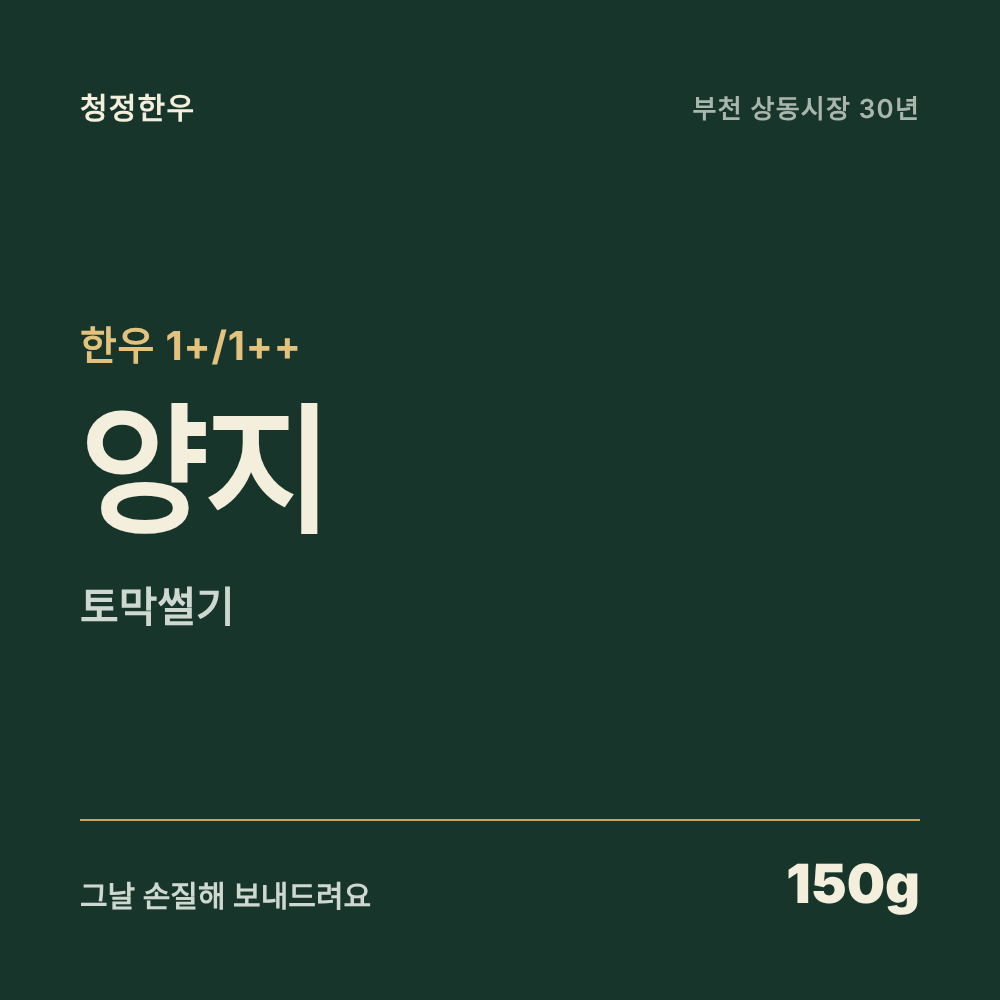 청정한우
부천 상동시장 30년
한우 1+/1++
양지
토막썰기
그날 손질해 보내드려요
150g